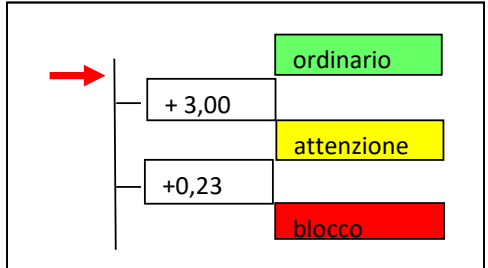 ordinario
+ 3,00
attenzione
+0,23
blocco